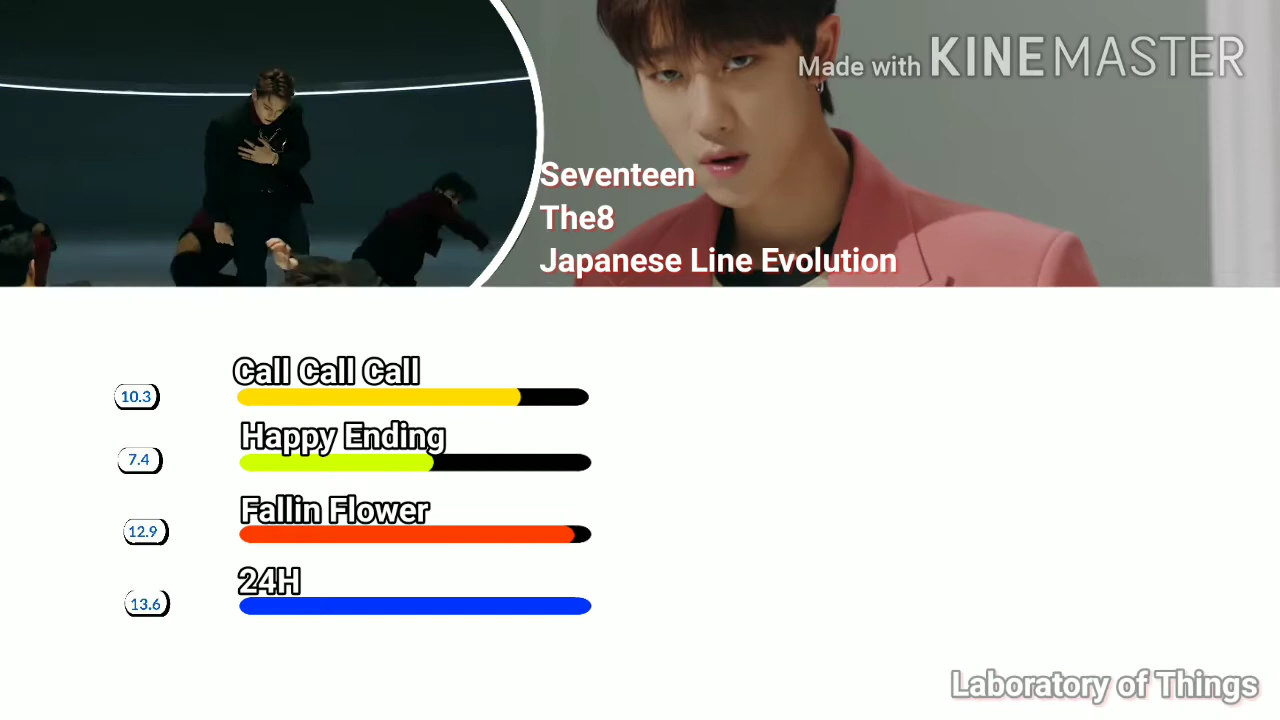 Made with KINEMASTER
Seventeen
The8
Japanese Line Evolution
Call Call Call
10.3
Happy Ending
7.4
Fallin Flower
12.9
24H
13.6
Laboratory of Things